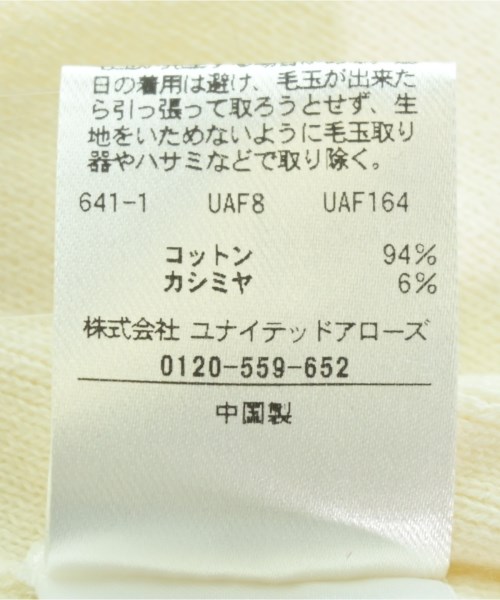 日の着用は避け、毛玉が出来た
ら引っ張って取ろうとせず、生
地をいためないように毛玉取り
器やハサミなどで取り除く。
641-1 UAF8 UAF164
コットン 94%
カシミヤ 6%
株式会社 ユナイテッドアローズ
0120-559-652
中国製